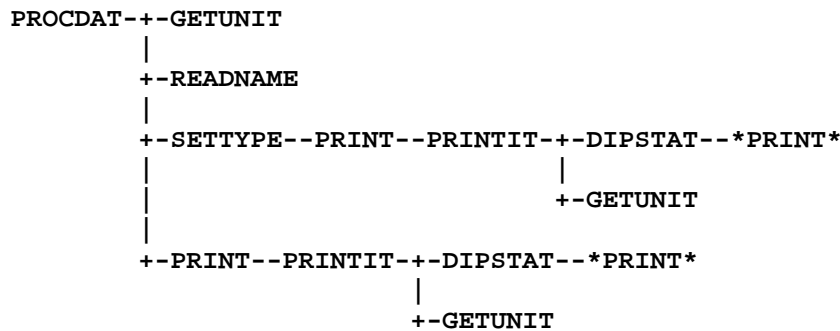 PROCDAT-+-GETUNIT
|
+-READNAME
|
+-SETTYPE--PRINT--PRINTIT-+-DIPSTAT--*PRINT*
| |
| +-GETUNIT
|
+-PRINT--PRINTIT-+-DIPSTAT--*PRINT*
|
+-GETUNIT